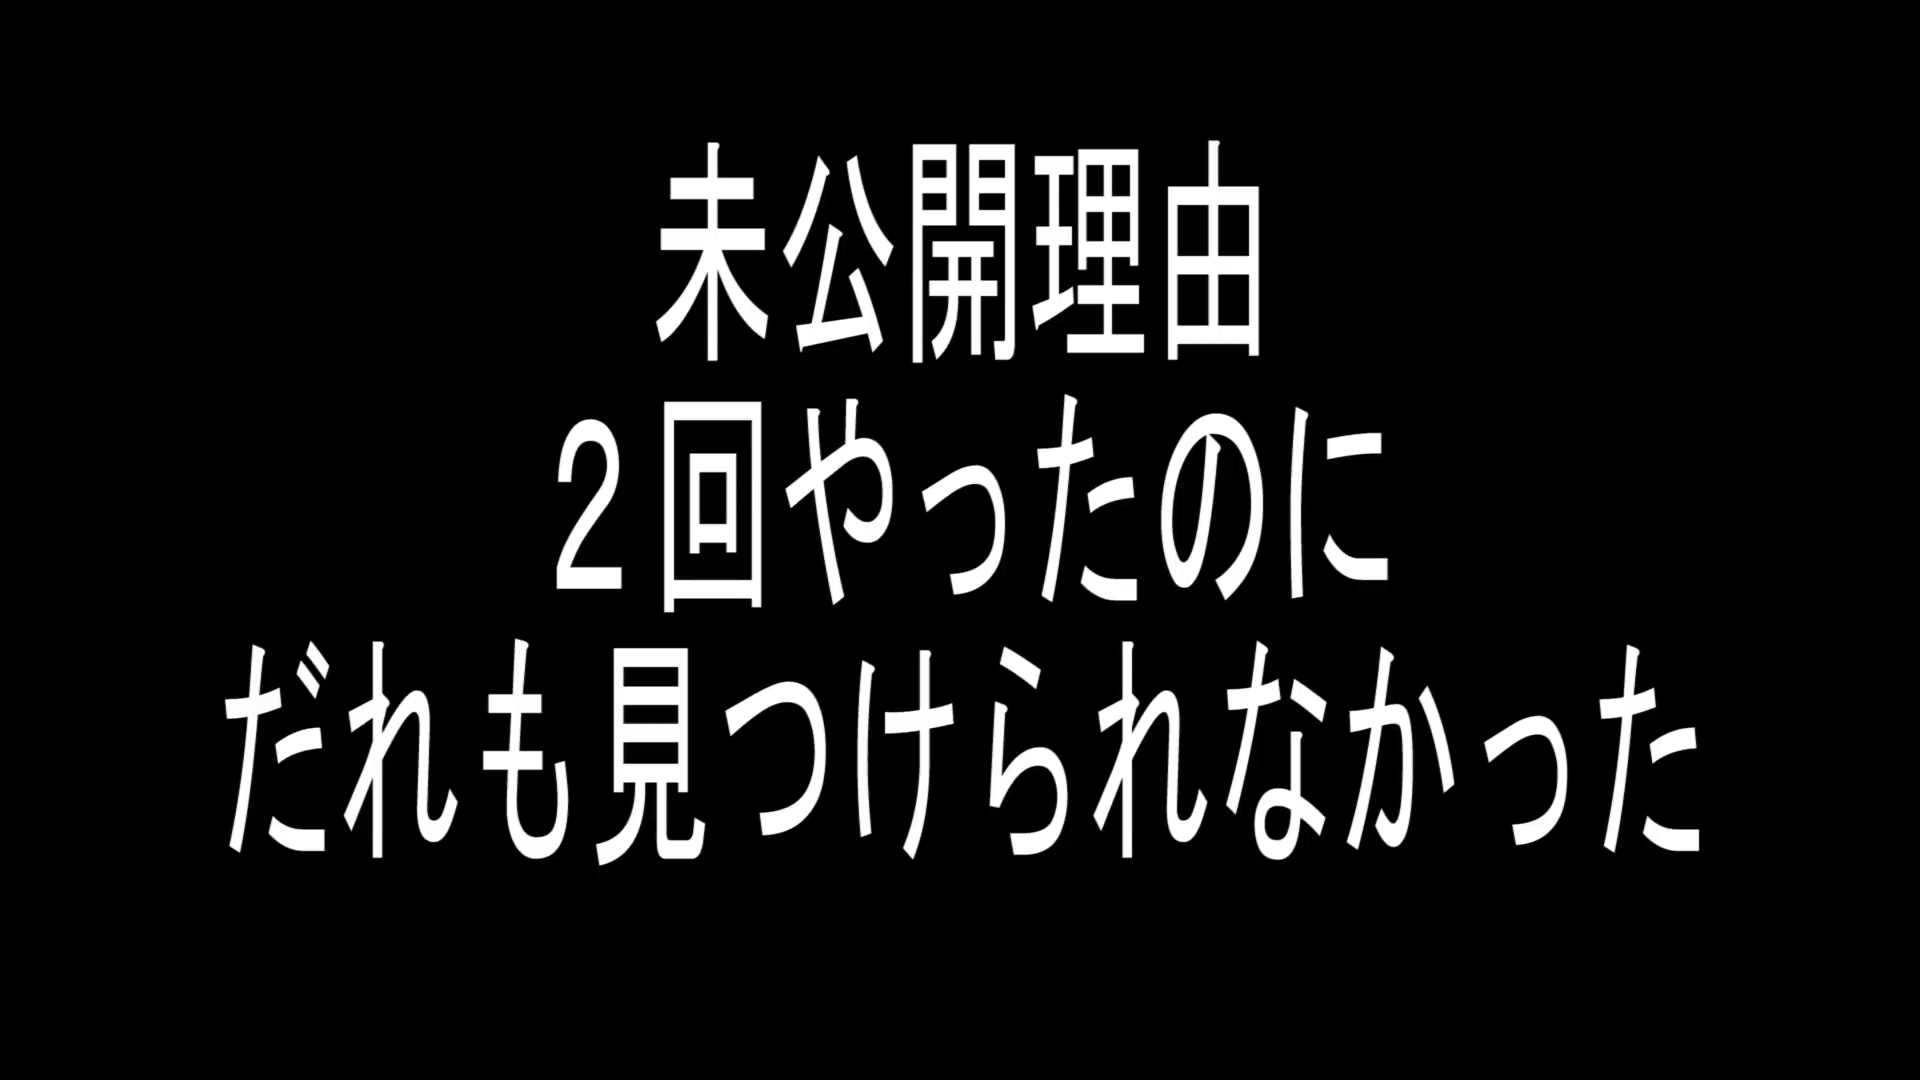 未公開理由
２回やったのに
だれも見つけられなかった